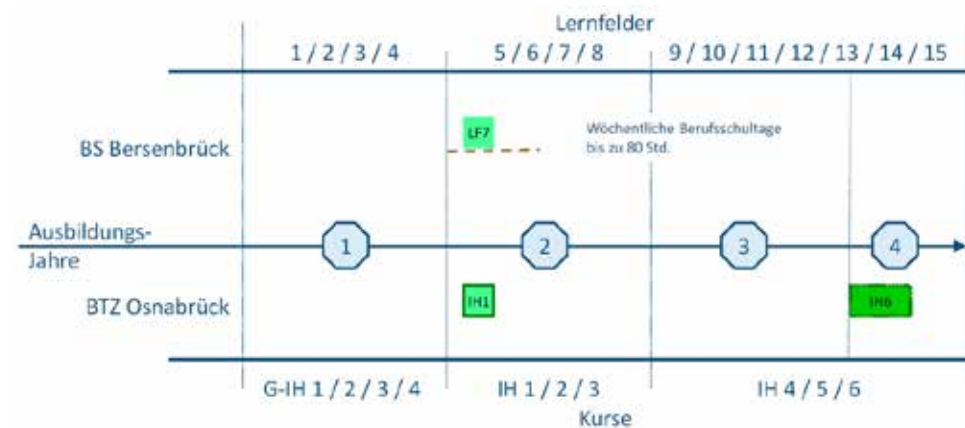 Lernfelder
1 / 2 / 3 / 4
5 / 6 / 7 / 8
9 / 10 / 11 / 12 / 13 / 14 / 15
LF7
Wöchentliche Berufsschultage
bis zu 80 Std.
BS Bersenbrück
Ausbildungs-
Jahre
1
2
3
4
BTZ Osnabrück
IH1
IH6
G-IH 1 / 2 / 3 / 4
IH 1 / 2 / 3
IH 4 / 5 / 6
Kurse